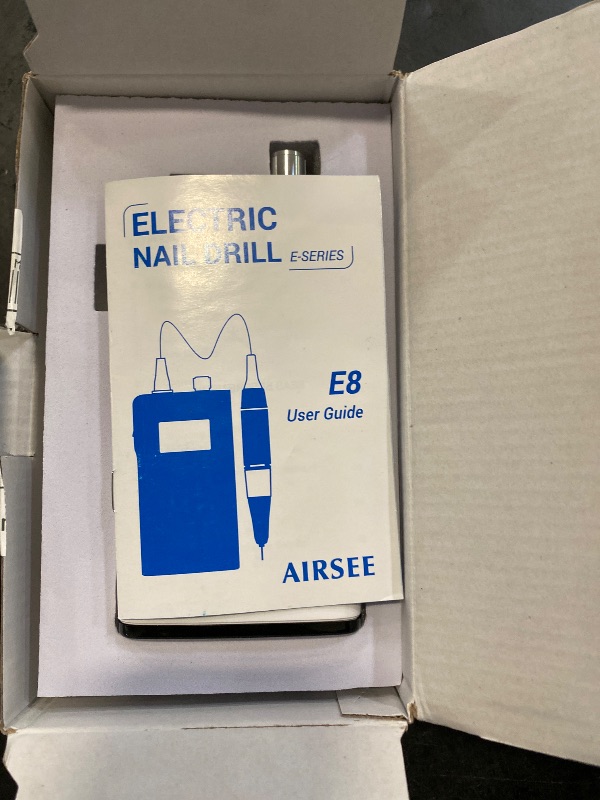 ELECTRIC
NAIL DRILL E-SERIES
E8
User Guide
AIRSEE